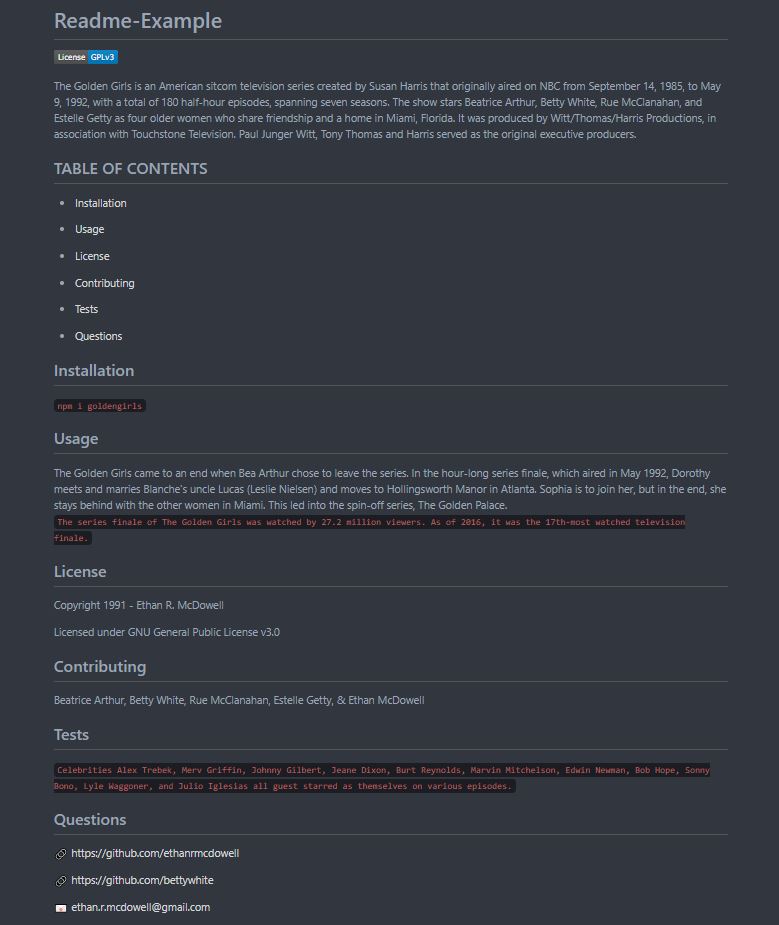 Readme-Example
License GPLv3
The Golden Girls is an American sitcom television series created by Susan Harris that originally aired on NBC from September 14, 1985, to May
9, 1992, with a total of 180 half-hour episodes, spanning seven seasons. The show stars Beatrice Arthur, Betty White, Rue McClanahan, and
Estelle Getty as four older women who share friendship and a home in Miami, Florida. It was produced by Witt/Thomas/Harris Productions, in
association with Touchstone Television. Paul Junger Witt, Tony Thomas and Harris served as the original executive producers.
TABLE OF CONTENTS
• Installation
• Usage
• License
• Contributing
• Tests
• Questions
Installation
npm i goldengirls
Usage
The Golden Girls came to an end when Bea Arthur chose to leave the series. In the hour-long series finale, which aired in May 1992, Dorothy
meets and marries Blanche's uncle Lucas (Leslie Nielsen) and moves to Hollingsworth Manor in Atlanta. Sophia is to join her, but in the end, she
stays behind with the other women in Miami. This led into the spin-off series, The Golden Palace.
The series finale of The Golden Girls was watched by 27.2 million viewers. As of 2016, it was the 17th-most watched television
finale.
License
Copyright 1991 - Ethan R. McDowell
Licensed under GNU General Public License v3.0
Contributing
Beatrice Arthur, Betty White, Rue McClanahan, Estelle Getty, & Ethan McDowell
Tests
Celebrities Alex Trebek, Merv Griffin, Johnny Gilbert, Jeane Dixon, Burt Reynolds, Marvin Mitchelson, Edwin Newman, Bob Hope, Sonny
Bono, Lyle Waggoner, and Julio Iglesias all guest starred as themselves on various episodes.
Questions
https://github.com/ethanrmcdowell
https://github.com/bettywhite
ethan.r.mcdowell@gmail.com